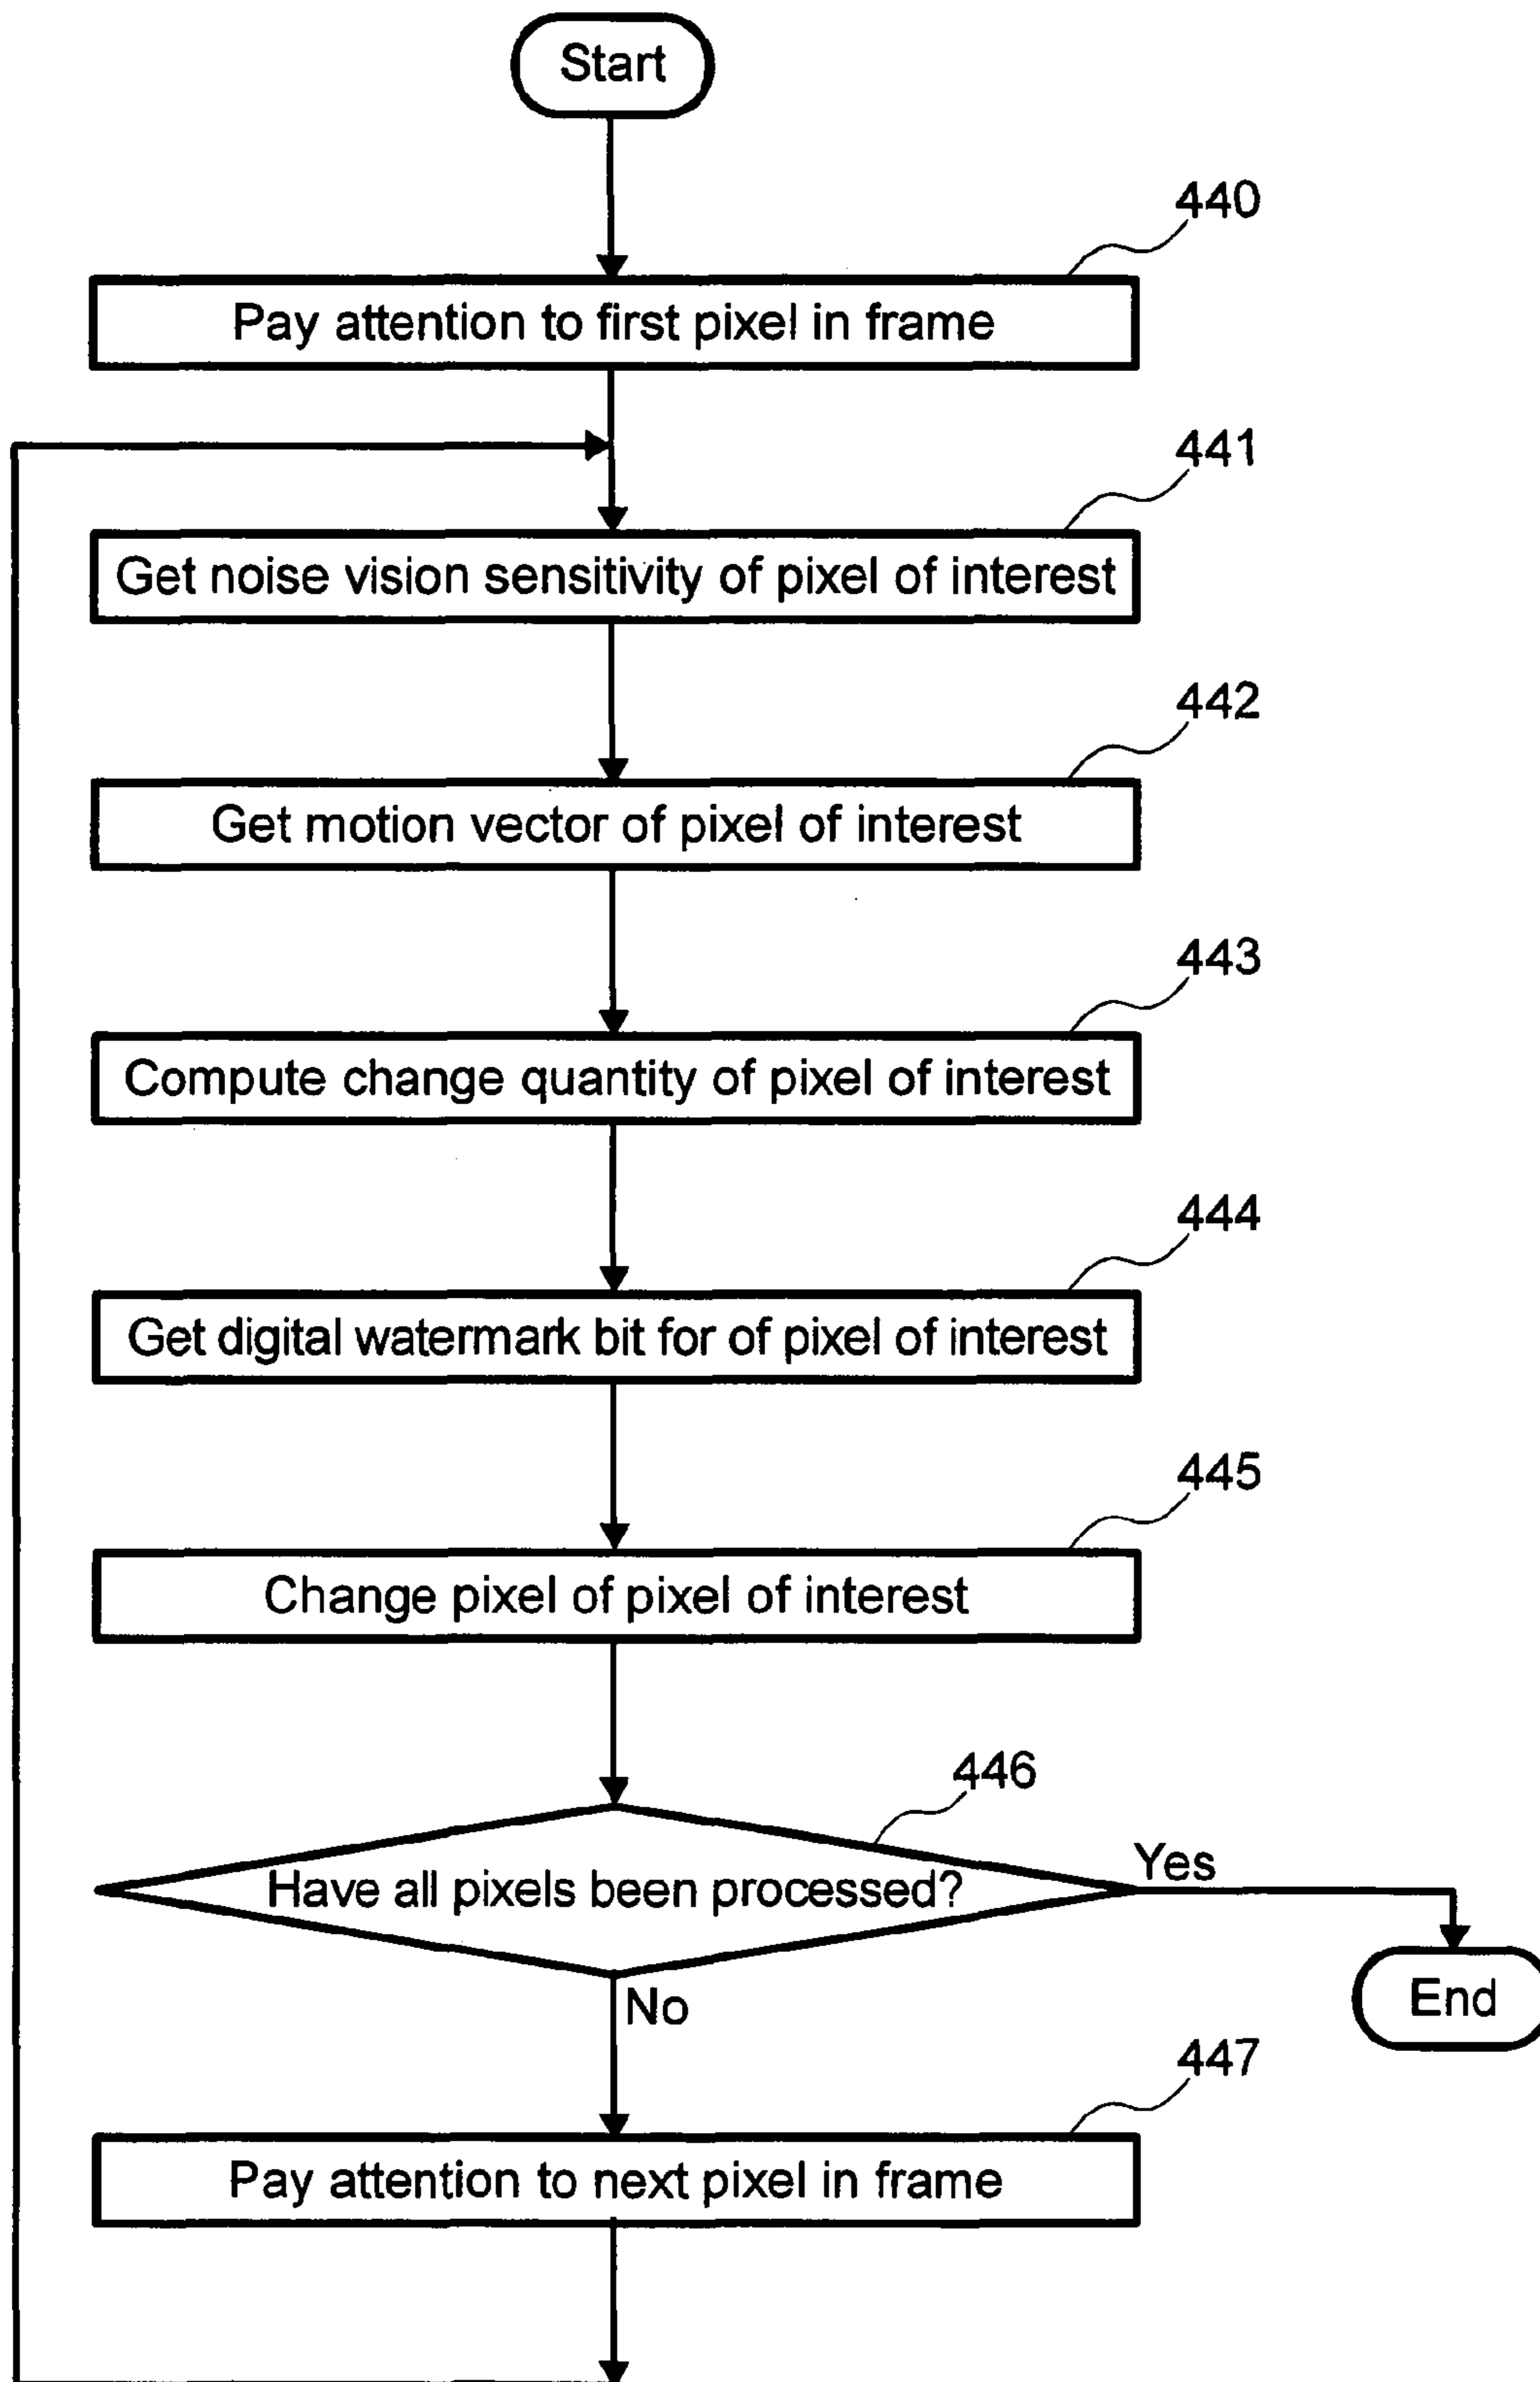 Start
440
Pay attention to first pixel in frame
441
Get noise vision sensitivity of pixel of interest
442
Get motion vector of pixel of interest
443
Compute change quantity of pixel of interest
444
Get digital watermark bit for of pixel of interest
445
Change pixel of pixel of interest
446
Have all pixels been processed?
Yes
No
End
447
Pay attention to next pixel in frame